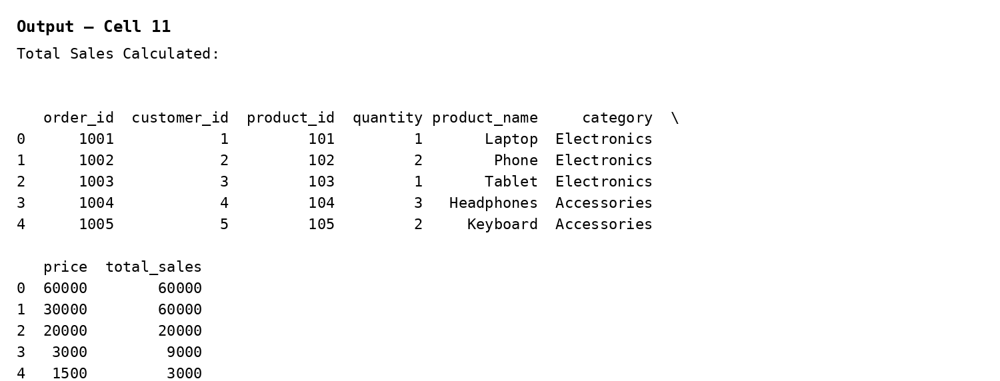 Output — Cell 11
Total Sales Calculated:
   order_id  customer_id  product_id  quantity product_name     category  \
0      1001            1         101         1       Laptop  Electronics
1      1002            2         102         2        Phone  Electronics
2      1003            3         103         1       Tablet  Electronics
3      1004            4         104         3   Headphones  Accessories
4      1005            5         105         2     Keyboard  Accessories
   price  total_sales
0  60000        60000
1  30000        60000
2  20000        20000
3   3000         9000
4   1500         3000